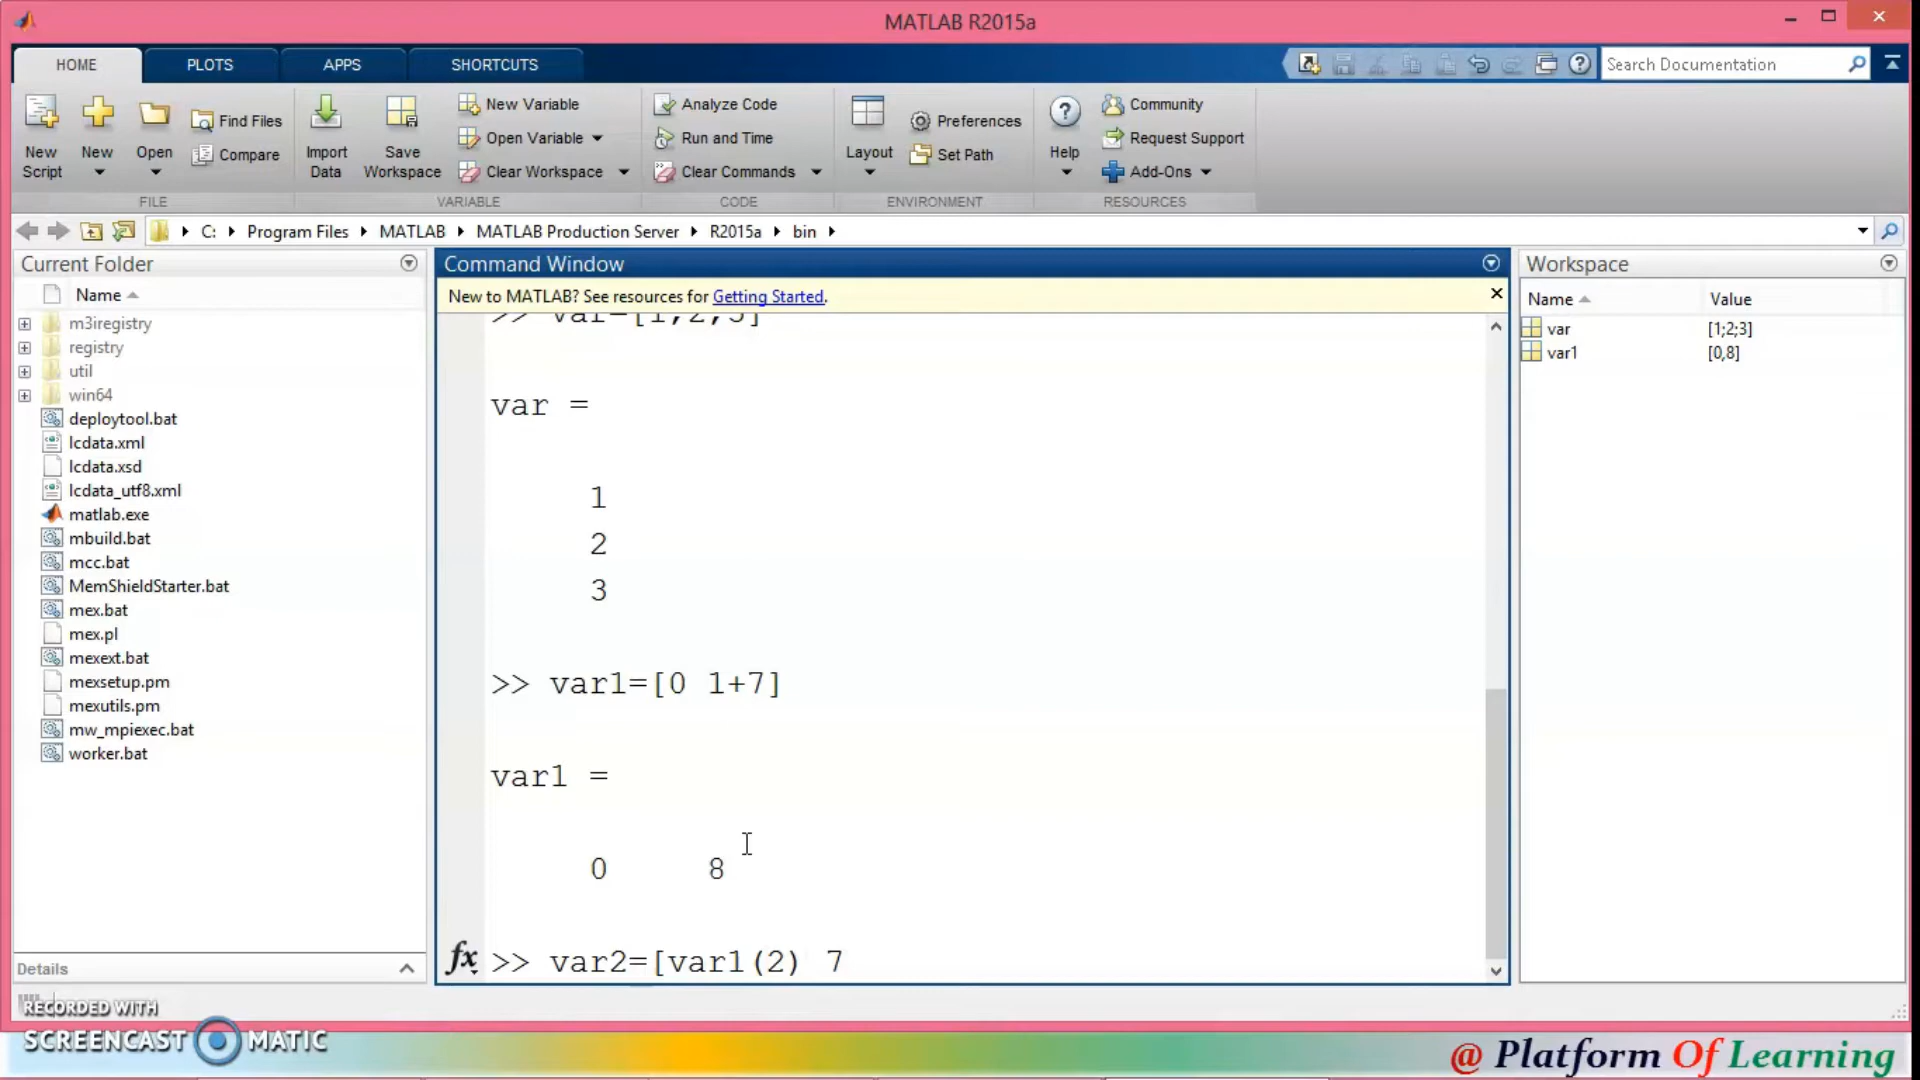 MATLAB R2015a
HOME PLOTS APPS SHORTCUTS Search Documentation
New Script
New
Open
Find Files
Compare
FILE
Import Data
Save Workspace
New Variable
Open Variable
Clear Workspace
VARIABLE
Analyze Code
Run and Time
Clear Commands
CODE
Layout
Preferences
Set Path
ENVIRONMENT
Help
Community
Request Support
Add-Ons
RESOURCES
C: Program Files MATLAB MATLAB Production Server R2015a bin
Current Folder
Name
m3iregistry
registry
util
win64
deploytool.bat
lcdata.xml
lcdata.xsd
lcdata_utf8.xml
matlab.exe
mbuild.bat
mcc.bat
MemShieldStarter.bat
mex.bat
mex.pl
mexext.bat
mexsetup.pm
mexutils.pm
mw_mpiexec.bat
worker.bat
Details
Command Window
New to MATLAB? See resources for Getting Started.
>> var=[1;2;3]
var =
1
2
3
>> var1=[0 1+7]
var1 =
0 8
fx >> var2=[var1(2) 7
Workspace
Name Value
var [1;2;3]
var1 [0,8]
RECORDED WITH
SCREENCAST MATIC
@ Platform Of Learning